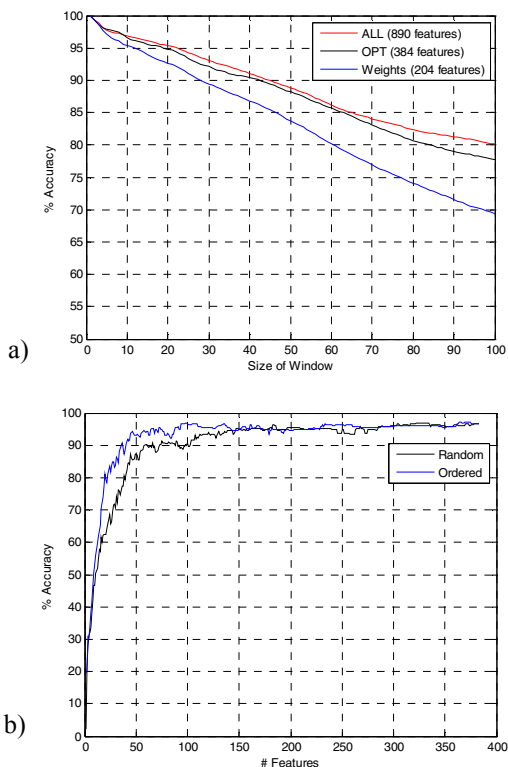 100
95
90
85
80
75
70
65
60
55
50
% Accuracy
ALL (890 features)
OPT (384 features)
Weights (204 features)
0 10 20 30 40 50 60 70 80 90 100
Size of Window
a)
100
90
80
70
60
50
40
30
20
10
0
% Accuracy
Random
Ordered
0 50 100 150 200 250 300 350 400
# Features
b)